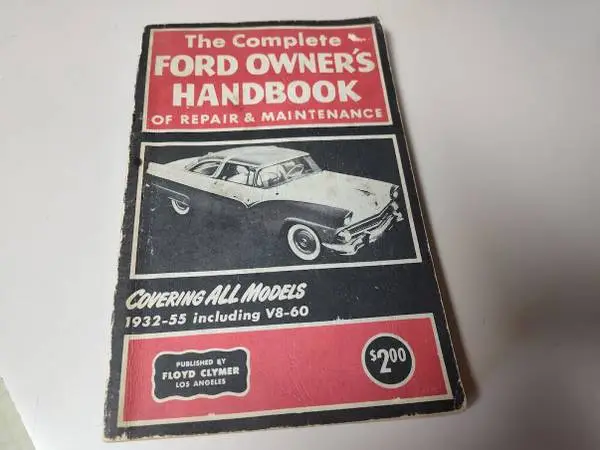 The Complete
FORD OWNER'S
HANDBOOK
OF REPAIR & MAINTENANCE
COVERING ALL MODELS
1932-55 including V8-60
PUBLISHED BY
FLOYD CLYMER
LOS ANGELES
$2.00